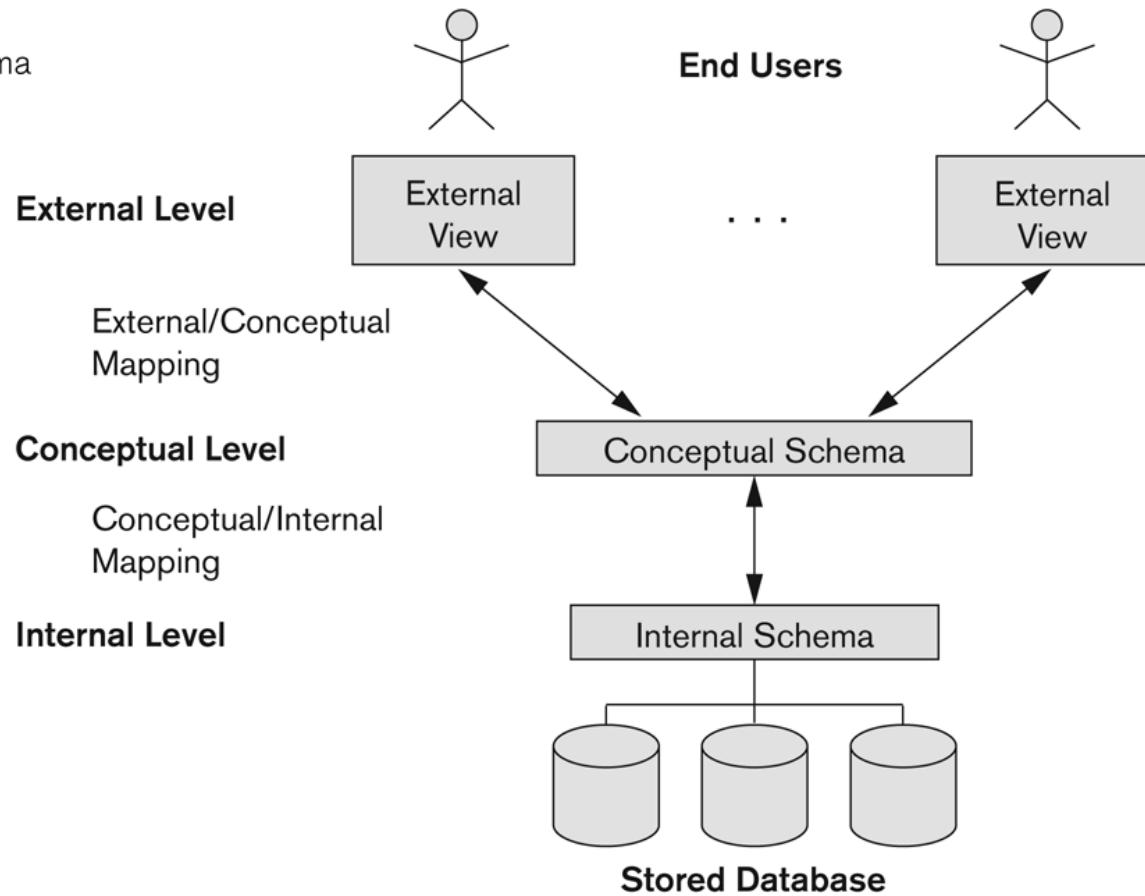 End Users
External Level
External
View
. . .
External
View
External/Conceptual
Mapping
Conceptual Level
Conceptual Schema
Conceptual/Internal
Mapping
Internal Level
Internal Schema
Stored Database